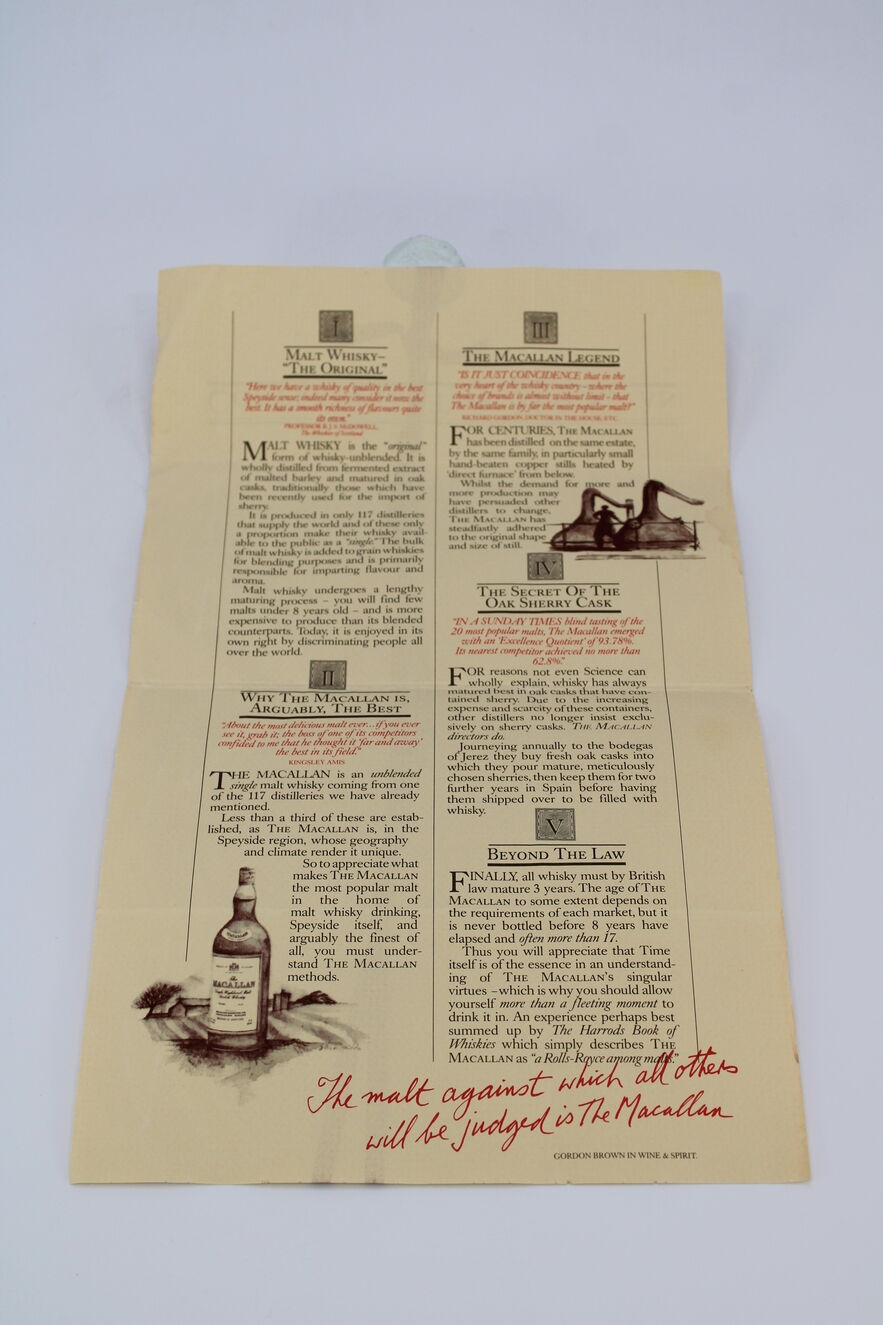 I
MALT WHISKY–
"THE ORIGINAL"
"Here we have a whisky of quality in the best
Speyside sense; indeed many consider it now the
best. It has a smooth richness of flavours quite
its own."
PROFESSOR R.J.S. McDOWELL,
The Whiskies of Scotland
MALT WHISKY is the "original"
form of whisky-unblended. It is
wholly distilled from fermented extract
of malted barley and matured in oak
casks, traditionally those which have
been recently used for the import of
sherry.
It is produced in only 117 distilleries
that supply the world and of these only
a proportion make their whisky avail-
able to the public as a "single." The bulk
of malt whisky is added to grain whiskies
for blending purposes and is primarily
responsible for imparting flavour and
aroma.
Malt whisky undergoes a lengthy
maturing process – you will find few
malts under 8 years old – and is more
expensive to produce than its blended
counterparts. Today, it is enjoyed in its
own right by discriminating people all
over the world.
II
WHY THE MACALLAN IS,
ARGUABLY, THE BEST
"About the most delicious malt ever...if you ever
see it, grab it; the boss of one of its competitors
confided to me that he thought it 'far and away'
the best in its field."
KINGSLEY AMIS
THE MACALLAN is an unblended
single malt whisky coming from one
of the 117 distilleries we have already
mentioned.
Less than a third of these are estab-
lished, as THE MACALLAN is, in the
Speyside region, whose geography
and climate render it unique.
So to appreciate what
makes THE MACALLAN
the most popular malt
in the home of
malt whisky drinking,
Speyside itself, and
arguably the finest of
all, you must under-
stand THE MACALLAN
methods.
The
MACALLAN
III
THE MACALLAN LEGEND
"IS IT JUST COINCIDENCE that in the
very heart of the whisky country – where the
choice of brands is almost without limit – that
The Macallan is by far the most popular malt?"
RICHARD GORDON, DOCTOR IN THE HOUSE, ETC.
FOR CENTURIES, THE MACALLAN
has been distilled on the same estate,
by the same family, in particularly small
hand-beaten copper stills heated by
'direct furnace' from below.
Whilst the demand for more and
more production may
have persuaded other
distillers to change,
THE MACALLAN has
steadfastly adhered
to the original shape
and size of still.
IV
THE SECRET OF THE
OAK SHERRY CASK
"IN A SUNDAY TIMES blind tasting of the
20 most popular malts, The Macallan emerged
with an 'Excellence Quotient' of 93.78%.
Its nearest competitor achieved no more than
62.8%."
FOR reasons not even Science can
wholly explain, whisky has always
matured best in oak casks that have con-
tained sherry. Due to the increasing
expense and scarcity of these containers,
other distillers no longer insist exclu-
sively on sherry casks. THE MACALLAN
directors do.
Journeying annually to the bodegas
of Jerez they buy fresh oak casks into
which they pour mature, meticulously
chosen sherries, then keep them for two
further years in Spain before having
them shipped over to be filled with
whisky.
V
BEYOND THE LAW
FINALLY, all whisky must by British
law mature 3 years. The age of THE
MACALLAN to some extent depends on
the requirements of each market, but it
is never bottled before 8 years have
elapsed and often more than 17.
Thus you will appreciate that Time
itself is of the essence in an understand-
ing of THE MACALLAN's singular
virtues – which is why you should allow
yourself more than a fleeting moment to
drink it in. An experience perhaps best
summed up by The Harrods Book of
Whiskies which simply describes THE
MACALLAN as "a Rolls-Royce among malts."
The malt against which all others
will be judged is The Macallan
GORDON BROWN IN WINE & SPIRIT.